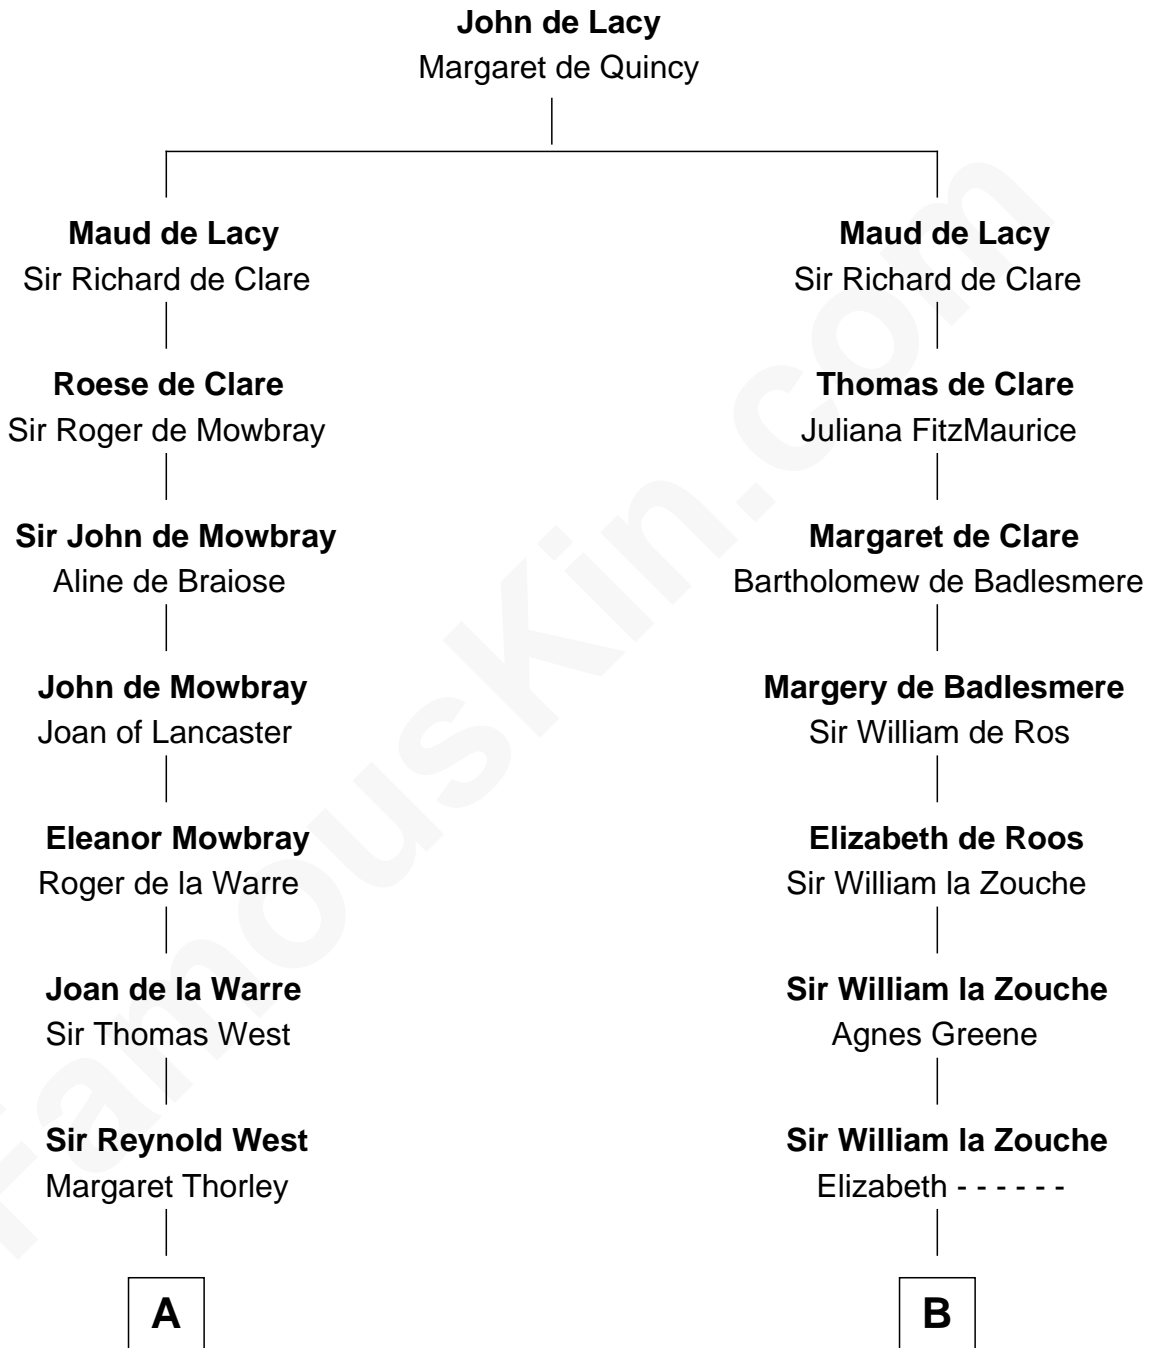 John de Lacy
Margaret de Quincy
Maud de Lacy
Sir Richard de Clare
Roese de Clare
Sir Roger de Mowbray
Sir John de Mowbray
Aline de Braiose
John de Mowbray
Joan of Lancaster
Eleanor Mowbray
Roger de la Warre
Joan de la Warre
Sir Thomas West
Sir Reynold West
Margaret Thorley
A
Maud de Lacy
Sir Richard de Clare
Thomas de Clare
Juliana FitzMaurice
Margaret de Clare
Bartholomew de Badlesmere
Margery de Badlesmere
Sir William de Ros
Elizabeth de Roos
Sir William la Zouche
Sir William la Zouche
Agnes Greene
Sir William la Zouche
Elizabeth - - - - - -
B
FamousKin.com